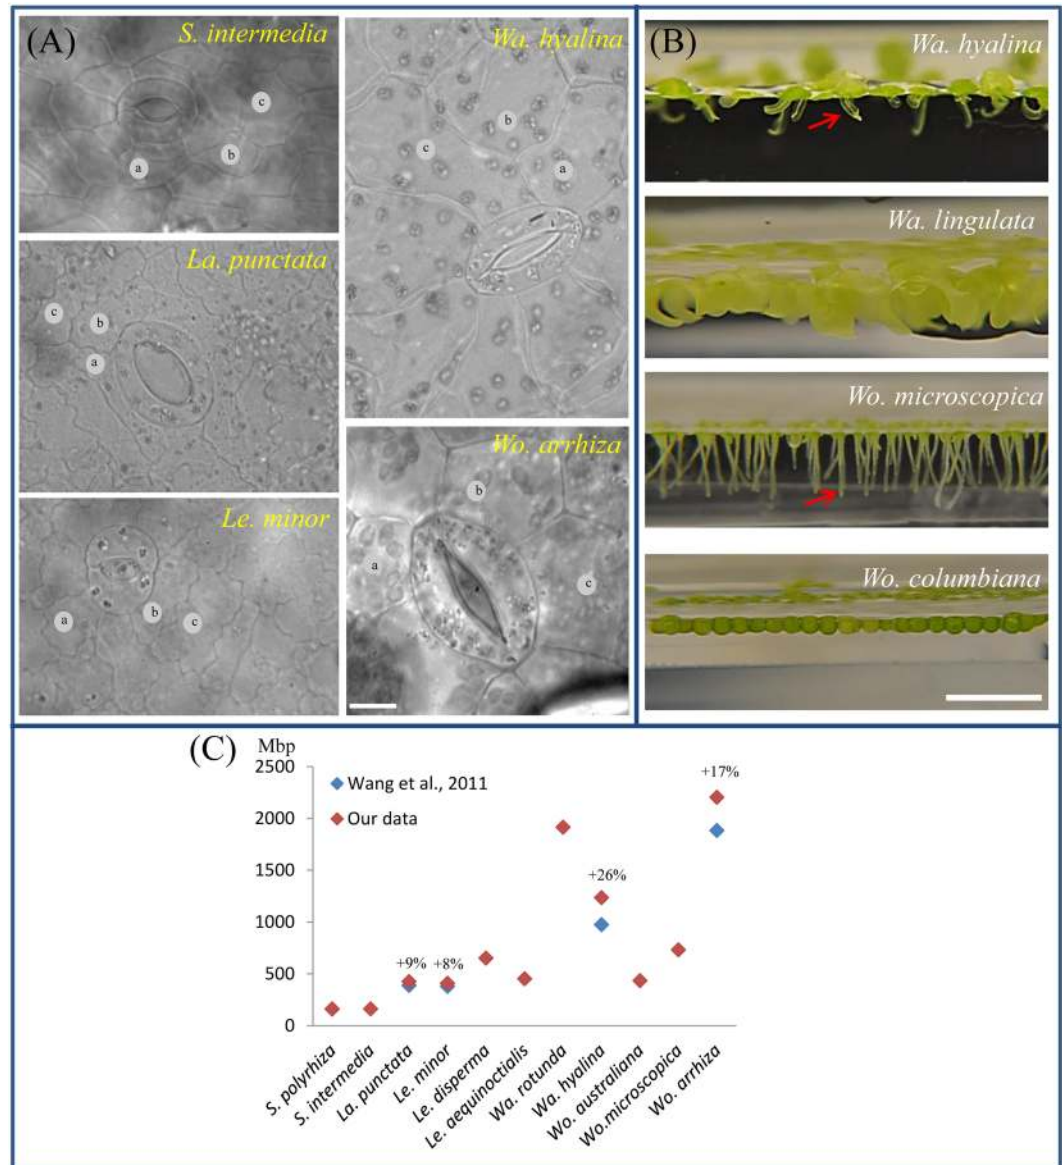 (A)
S. intermedia
c
b
a
La. punctata
c
b
a
Le. minor
b
a
c
Wa. hyalina
b
c
a
Wo. arrhiza
b
a
c
(B)
Wa. hyalina
Wa. lingulata
Wo. microscopica
Wo. columbiana
(C)
Mbp
2500
2000
1500
1000
500
0
Wang et al., 2011
Our data
+9%
+8%
+26%
+17%
S. polyrhiza
S. intermedia
La. punctata
Le. minor
Le. disperma
Le. aequinoctialis
Wa. rotunda
Wa. hyalina
Wo. australiana
Wo.microscopica
Wo. arrhiza